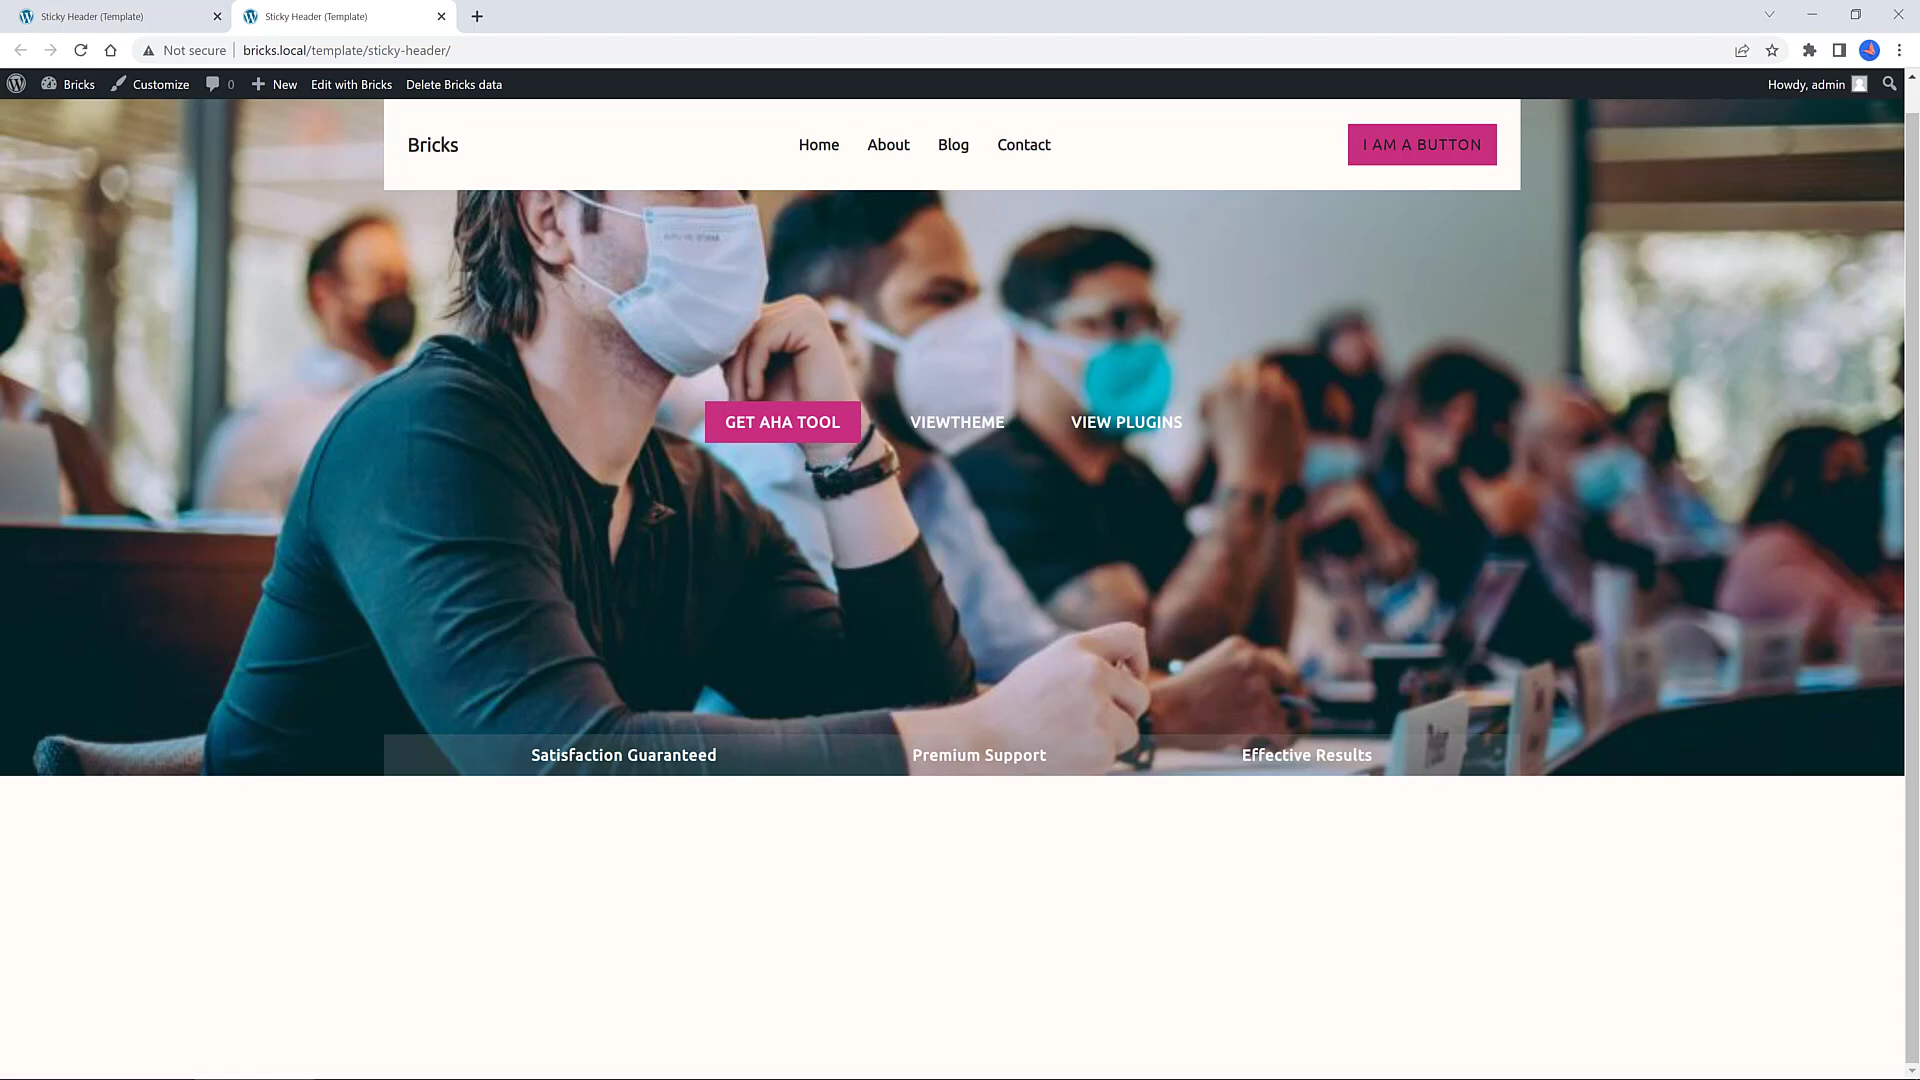 Sticky Header (Template)
Sticky Header (Template)
Not secure
bricks.local/template/sticky-header/
Bricks
Customize
0
New
Edit with Bricks
Delete Bricks data
Howdy, admin
Bricks
Home
About
Blog
Contact
I AM A BUTTON
GET AHA TOOL
VIEWTHEME
VIEW PLUGINS
Satisfaction Guaranteed
Premium Support
Effective Results